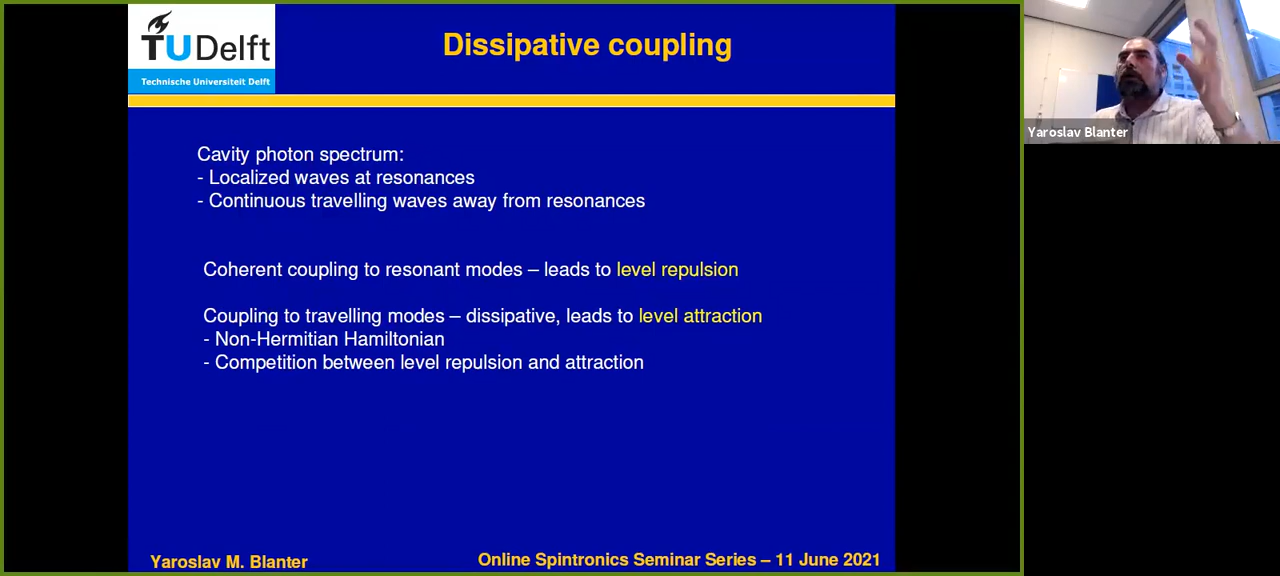 TUDelft
Technische Universiteit Delft
Dissipative coupling
Cavity photon spectrum:
- Localized waves at resonances
- Continuous travelling waves away from resonances
Coherent coupling to resonant modes – leads to level repulsion
Coupling to travelling modes – dissipative, leads to level attraction
- Non-Hermitian Hamiltonian
- Competition between level repulsion and attraction
Yaroslav M. Blanter
Online Spintronics Seminar Series – 11 June 2021
Yaroslav Blanter